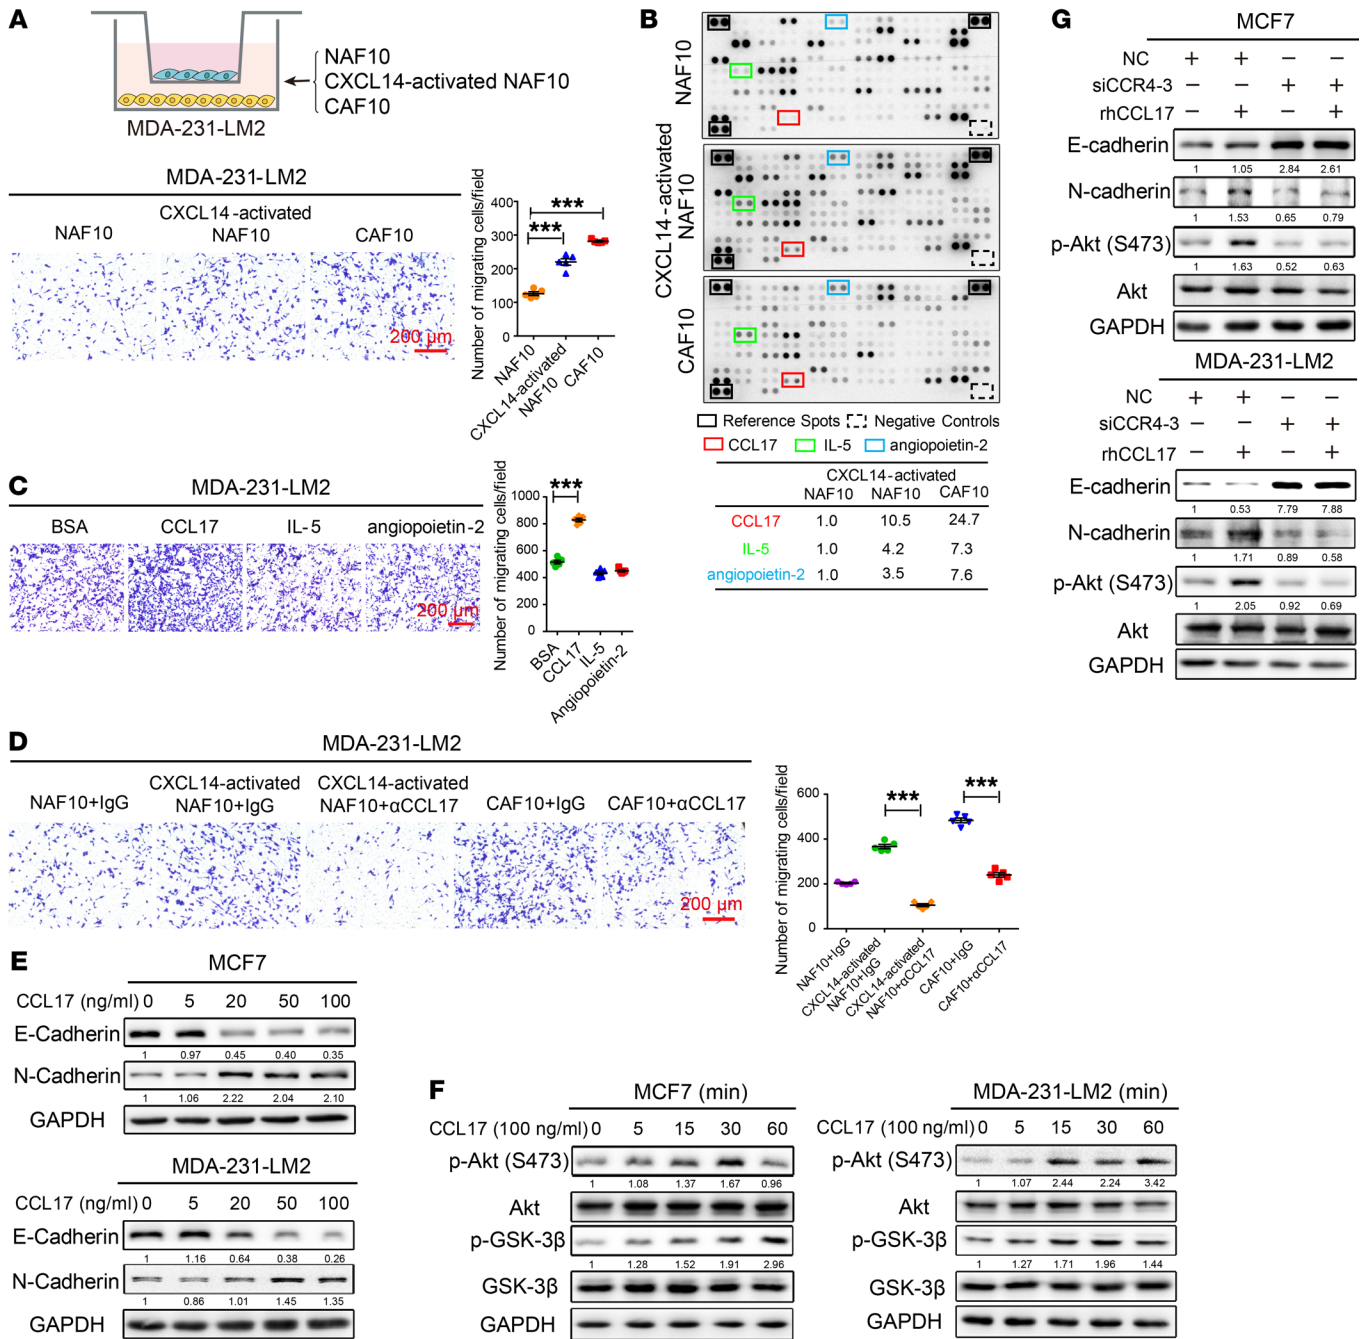 A
NAF10
CXCL14-activated NAF10
CAF10
MDA-231-LM2
MDA-231-LM2
CXCL14-activated
NAF10 NAF10 CAF10
200 μm
Number of migrating cells/field
400
300
200
100
0
***
***
NAF10
CXCL14-activated
NAF10
CAF10
B
NAF10
CXCL14-activated
NAF10
CAF10
Reference Spots Negative Controls
CCL17 IL-5 angiopoietin-2
CXCL14-activated
NAF10 NAF10 CAF10
CCL17 1.0 10.5 24.7
IL-5 1.0 4.2 7.3
angiopoietin-2 1.0 3.5 7.6
C
MDA-231-LM2
BSA CCL17 IL-5 angiopoietin-2
200 μm
Number of migrating cells/field
1000
800
600
400
200
0
***
BSA
CCL17
IL-5
Angiopoietin-2
D
MDA-231-LM2
CXCL14-activated CXCL14-activated
NAF10+IgG NAF10+IgG NAF10+αCCL17 CAF10+IgG CAF10+αCCL17
200 μm
Number of migrating cells/field
600
400
200
0
*** ***
NAF10+IgG
CXCL14-activated
NAF10+IgG
CXCL14-activated
NAF10+αCCL17
CAF10+IgG
CAF10+αCCL17
E
MCF7
CCL17 (ng/ml) 0 5 20 50 100
E-Cadherin
1 0.97 0.45 0.40 0.35
N-Cadherin
1 1.06 2.22 2.04 2.10
GAPDH
MDA-231-LM2
CCL17 (ng/ml) 0 5 20 50 100
E-Cadherin
1 1.16 0.64 0.38 0.26
N-Cadherin
1 0.86 1.01 1.45 1.35
GAPDH
F
MCF7 (min)
CCL17 (100 ng/ml) 0 5 15 30 60
p-Akt (S473)
1 1.08 1.37 1.67 0.96
Akt
p-GSK-3β
1 1.28 1.52 1.91 2.96
GSK-3β
GAPDH
MDA-231-LM2 (min)
CCL17 (100 ng/ml) 0 5 15 30 60
p-Akt (S473)
1 1.07 2.44 2.24 3.42
Akt
p-GSK-3β
1 1.27 1.71 1.96 1.44
GSK-3β
GAPDH
G
MCF7
NC + + − −
siCCR4-3 − − + +
rhCCL17 − + − +
E-cadherin
1 1.05 2.84 2.61
N-cadherin
1 1.53 0.65 0.79
p-Akt (S473)
1 1.63 0.52 0.63
Akt
GAPDH
MDA-231-LM2
NC + + − −
siCCR4-3 − − + +
rhCCL17 − + − +
E-cadherin
1 0.53 7.79 7.88
N-cadherin
1 1.71 0.89 0.58
p-Akt (S473)
1 2.05 0.92 0.69
Akt
GAPDH